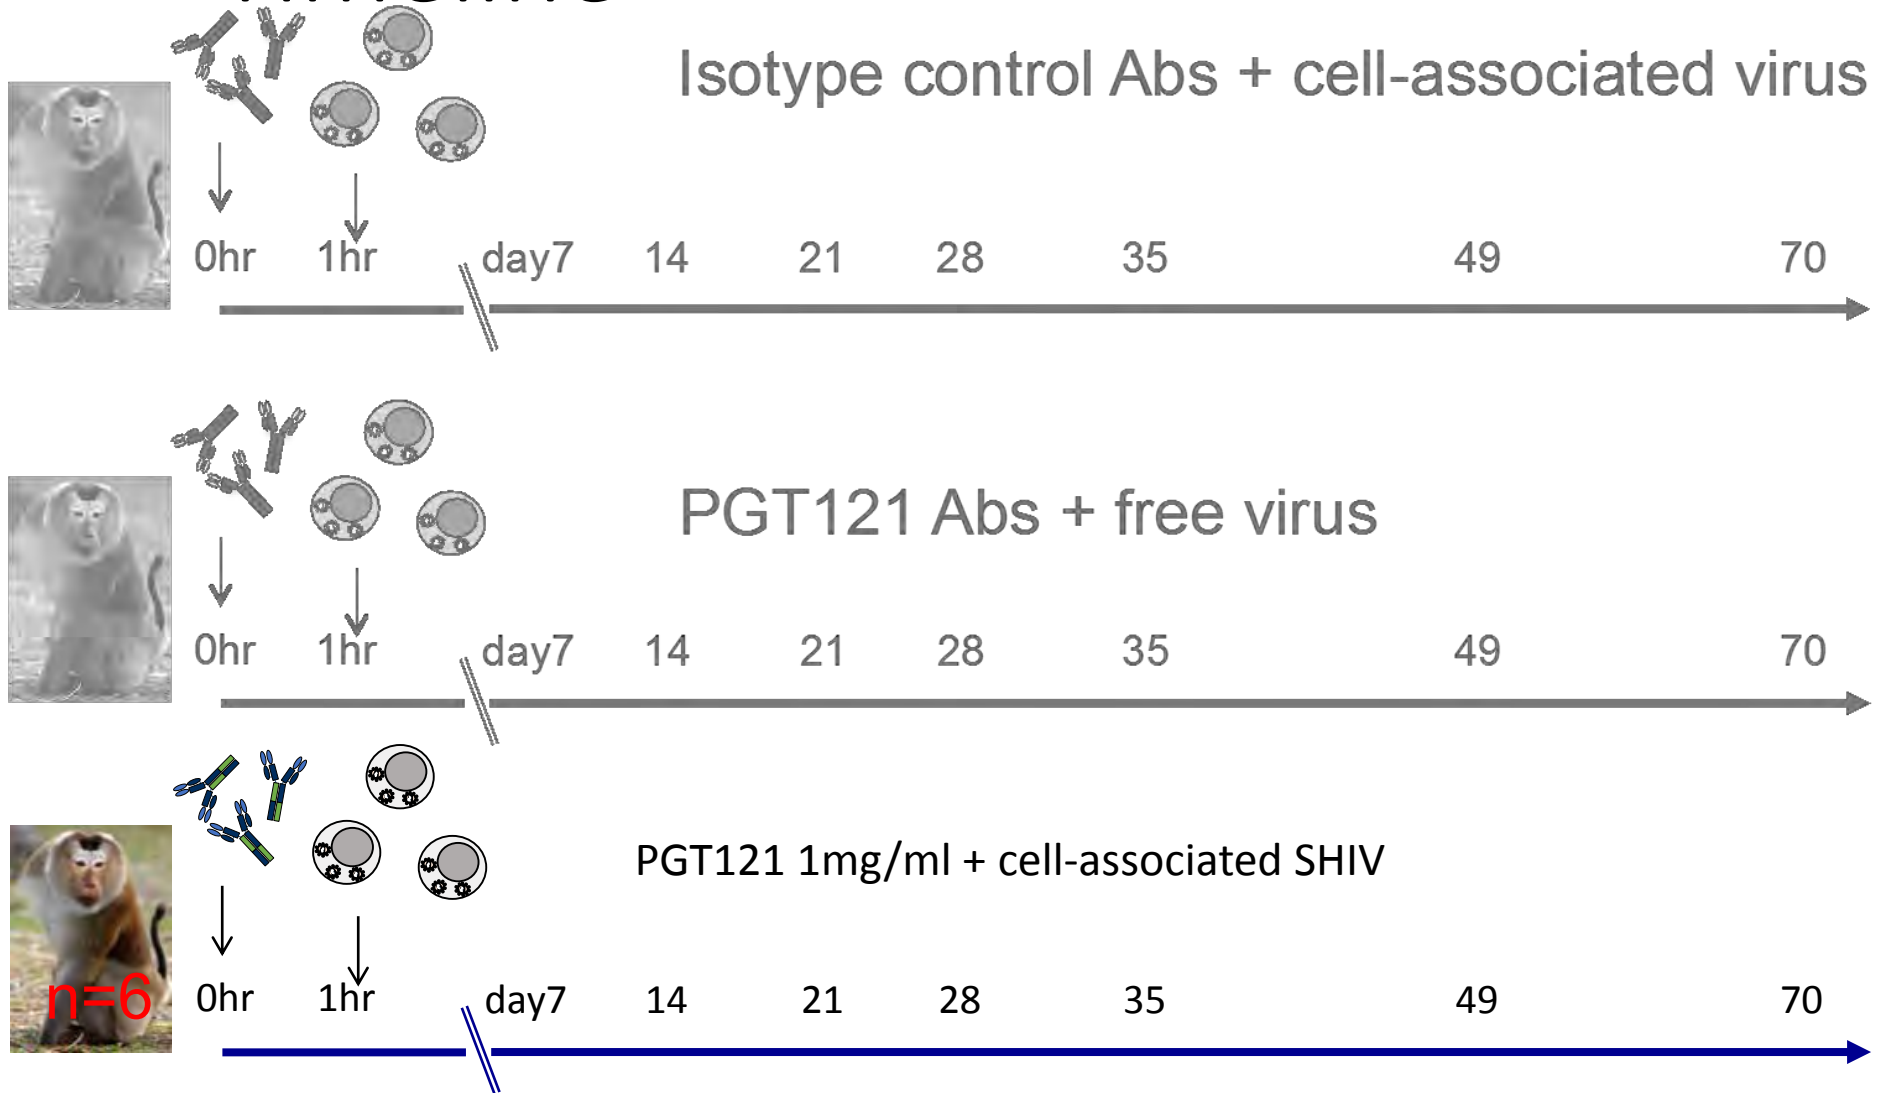 Isotype control Abs + cell-associated virus
0hr 1hr day7 14 21 28 35 49 70
PGT121 Abs + free virus
0hr 1hr day7 14 21 28 35 49 70
PGT121 1mg/ml + cell-associated SHIV
n=6 0hr 1hr day7 14 21 28 35 49 70